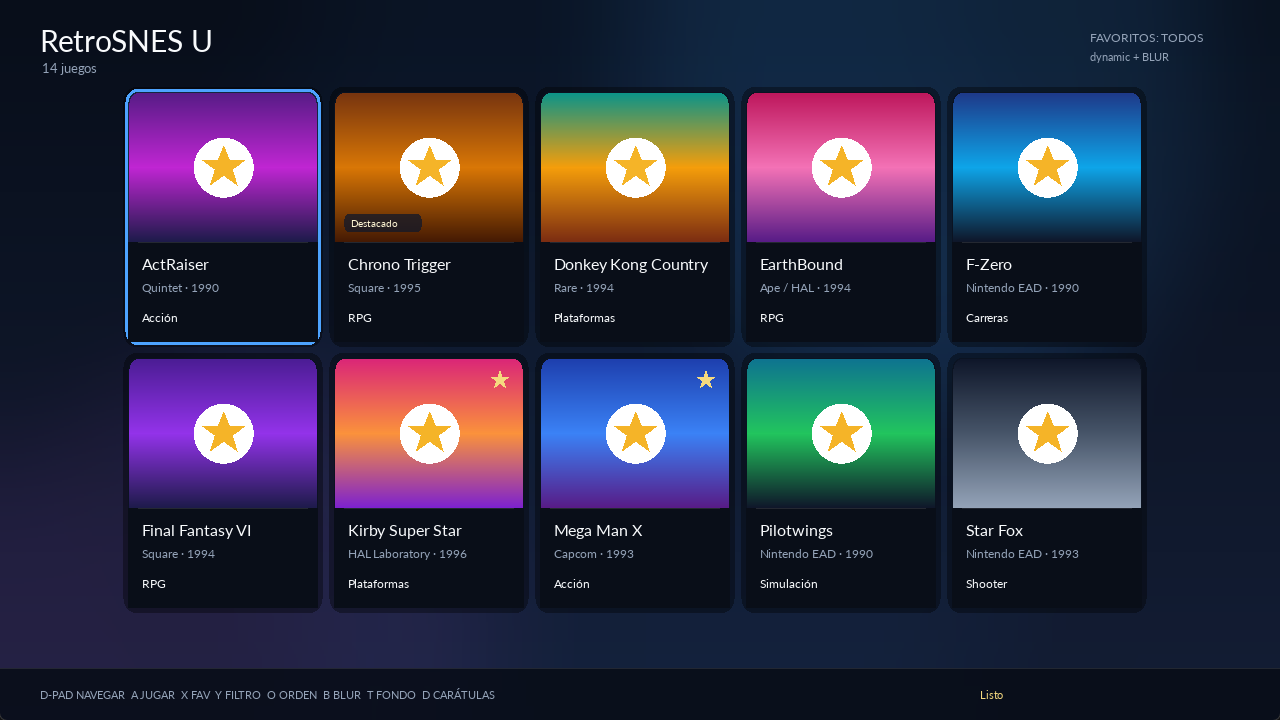 RetroSNES U
14 juegos
FAVORITOS: TODOS
dynamic + BLUR
Destacado
ActRaiser
Quintet · 1990
Acción
Chrono Trigger
Square · 1995
RPG
Donkey Kong Country
Rare · 1994
Plataformas
EarthBound
Ape / HAL · 1994
RPG
F-Zero
Nintendo EAD · 1990
Carreras
Final Fantasy VI
Square · 1994
RPG
Kirby Super Star
HAL Laboratory · 1996
Plataformas
Mega Man X
Capcom · 1993
Acción
Pilotwings
Nintendo EAD · 1990
Simulación
Star Fox
Nintendo EAD · 1993
Shooter
D-PAD NAVEGAR A JUGAR X FAV Y FILTRO O ORDEN B BLUR T FONDO D CARÁTULAS
Listo